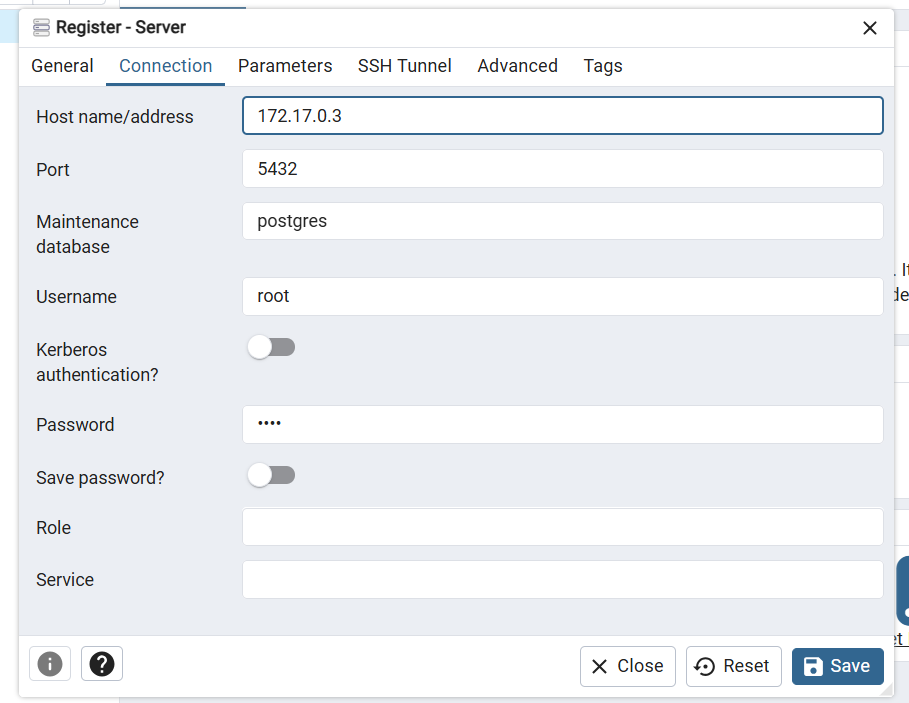 Register - Server
General Connection Parameters SSH Tunnel Advanced Tags
Host name/address 172.17.0.3
Port 5432
Maintenance database postgres
Username root
Kerberos authentication?
Password ••••
Save password?
Role
Service
Close Reset Save